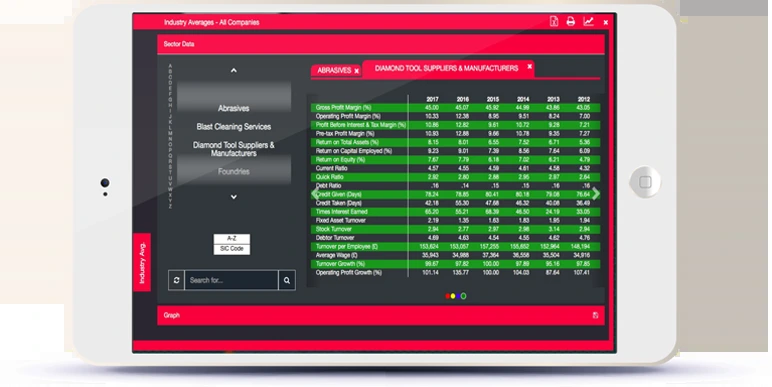 Industry Averages - All Companies
Sector Data
A
B
C
D
E
F
G
H
I
J
K
L
M
N
O
P
Q
R
S
T
U
V
W
X
Y
Z
Abrasives
Blast Cleaning Services
Diamond Tool Suppliers &
Manufacturers
Foundries
A-Z
SIC Code
Search for...
Industry Avg.
ABRASIVES x DIAMOND TOOL SUPPLIERS & MANUFACTURERS x
2017 2016 2015 2014 2013 2012
Gross Profit Margin (%) 45.00 45.07 45.92 44.99 43.86 43.05
Operating Profit Margin (%) 10.33 12.38 8.95 9.51 8.24 7.00
Profit Before Interest & Tax Margin (%) 10.86 12.82 9.61 10.72 9.26 7.21
Pre-tax Profit Margin (%) 10.93 12.88 9.66 10.78 9.35 7.27
Return on Total Assets (%) 8.15 8.01 6.55 7.52 6.71 5.36
Return on Capital Employed (%) 9.23 9.01 7.39 8.56 7.64 6.09
Return on Equity (%) 7.67 7.79 6.18 7.02 6.21 4.79
Current Ratio 4.57 4.55 4.59 4.61 4.58 4.32
Quick Ratio 2.92 2.80 2.88 2.95 2.97 2.64
Debt Ratio .16 .14 .15 .15 .16 .16
Credit Given (Days) 78.24 78.85 80.41 80.18 79.08 76.64
Credit Taken (Days) 42.18 55.30 47.68 46.32 40.08 36.49
Times Interest Earned 65.20 55.21 68.39 46.50 24.19 33.05
Fixed Asset Turnover 2.19 1.35 1.63 1.83 1.95 1.94
Stock Turnover 2.94 2.77 2.97 2.98 3.14 2.94
Debtor Turnover 4.69 4.63 4.54 4.55 4.62 4.76
Turnover per Employee (£) 153,624 153,057 157,255 155,652 152,964 148,194
Average Wage (£) 35,943 34,988 37,364 38,558 35,504 34,916
Turnover Growth (%) 99.67 97.82 100.00 97.89 95.16 97.85
Operating Profit Growth (%) 101.14 135.77 100.00 104.03 87.64 107.41
Graph